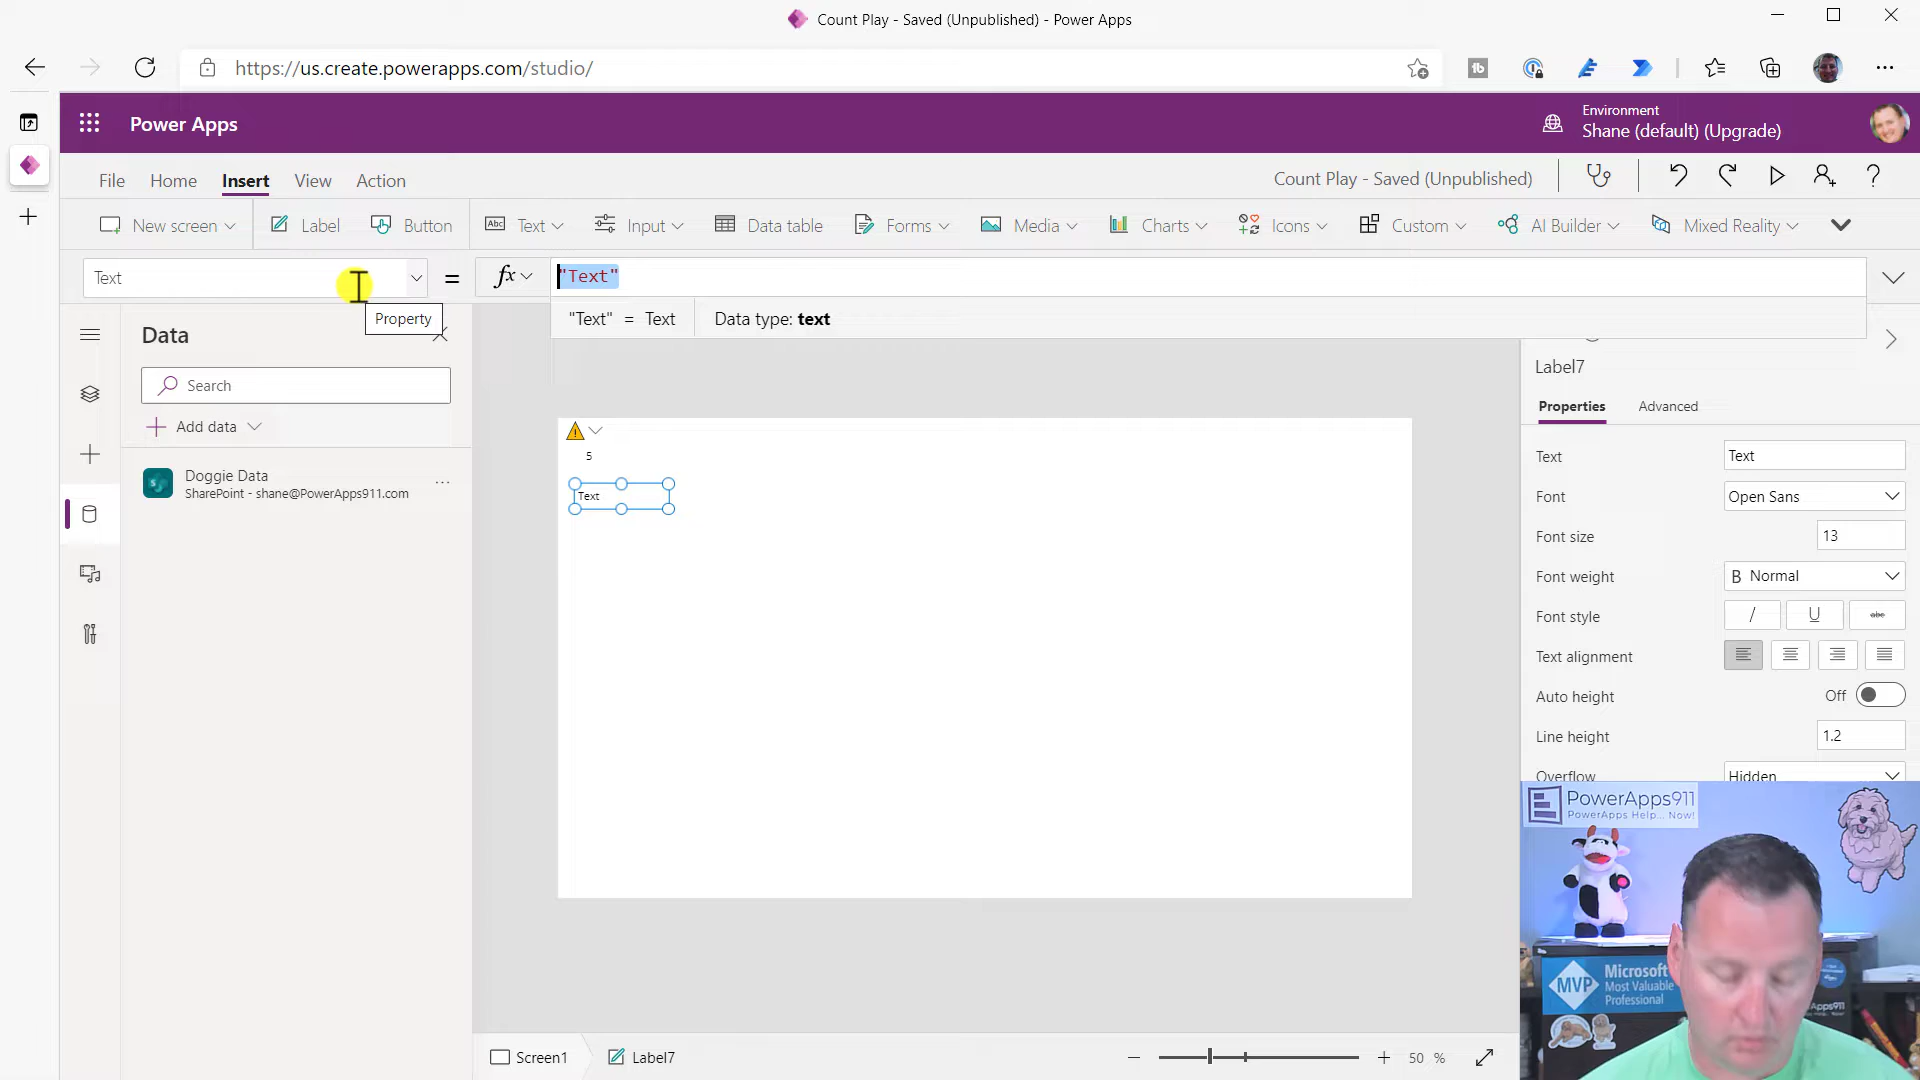 Count Play - Saved (Unpublished) - Power Apps
https://us.create.powerapps.com/studio/
Power Apps
Environment
Shane (default) (Upgrade)
File Home Insert View Action
Count Play - Saved (Unpublished)
New screen Label Button Text Input Data table Forms Media Charts Icons Custom AI Builder Mixed Reality
Text = fx "Text"
"Text" = Text Data type: text
Property
Data
Search
Add data
Doggie Data
SharePoint - shane@PowerApps911.com
5
Text
Label7
Properties Advanced
Text Text
Font Open Sans
Font size 13
Font weight B Normal
Font style / U abc
Text alignment
Auto height Off
Line height 1.2
Overflow Hidden
PowerApps911
PowerApps Help... Now!
MVP Microsoft
Most Valuable
Professional
Screen1 Label7
50 %